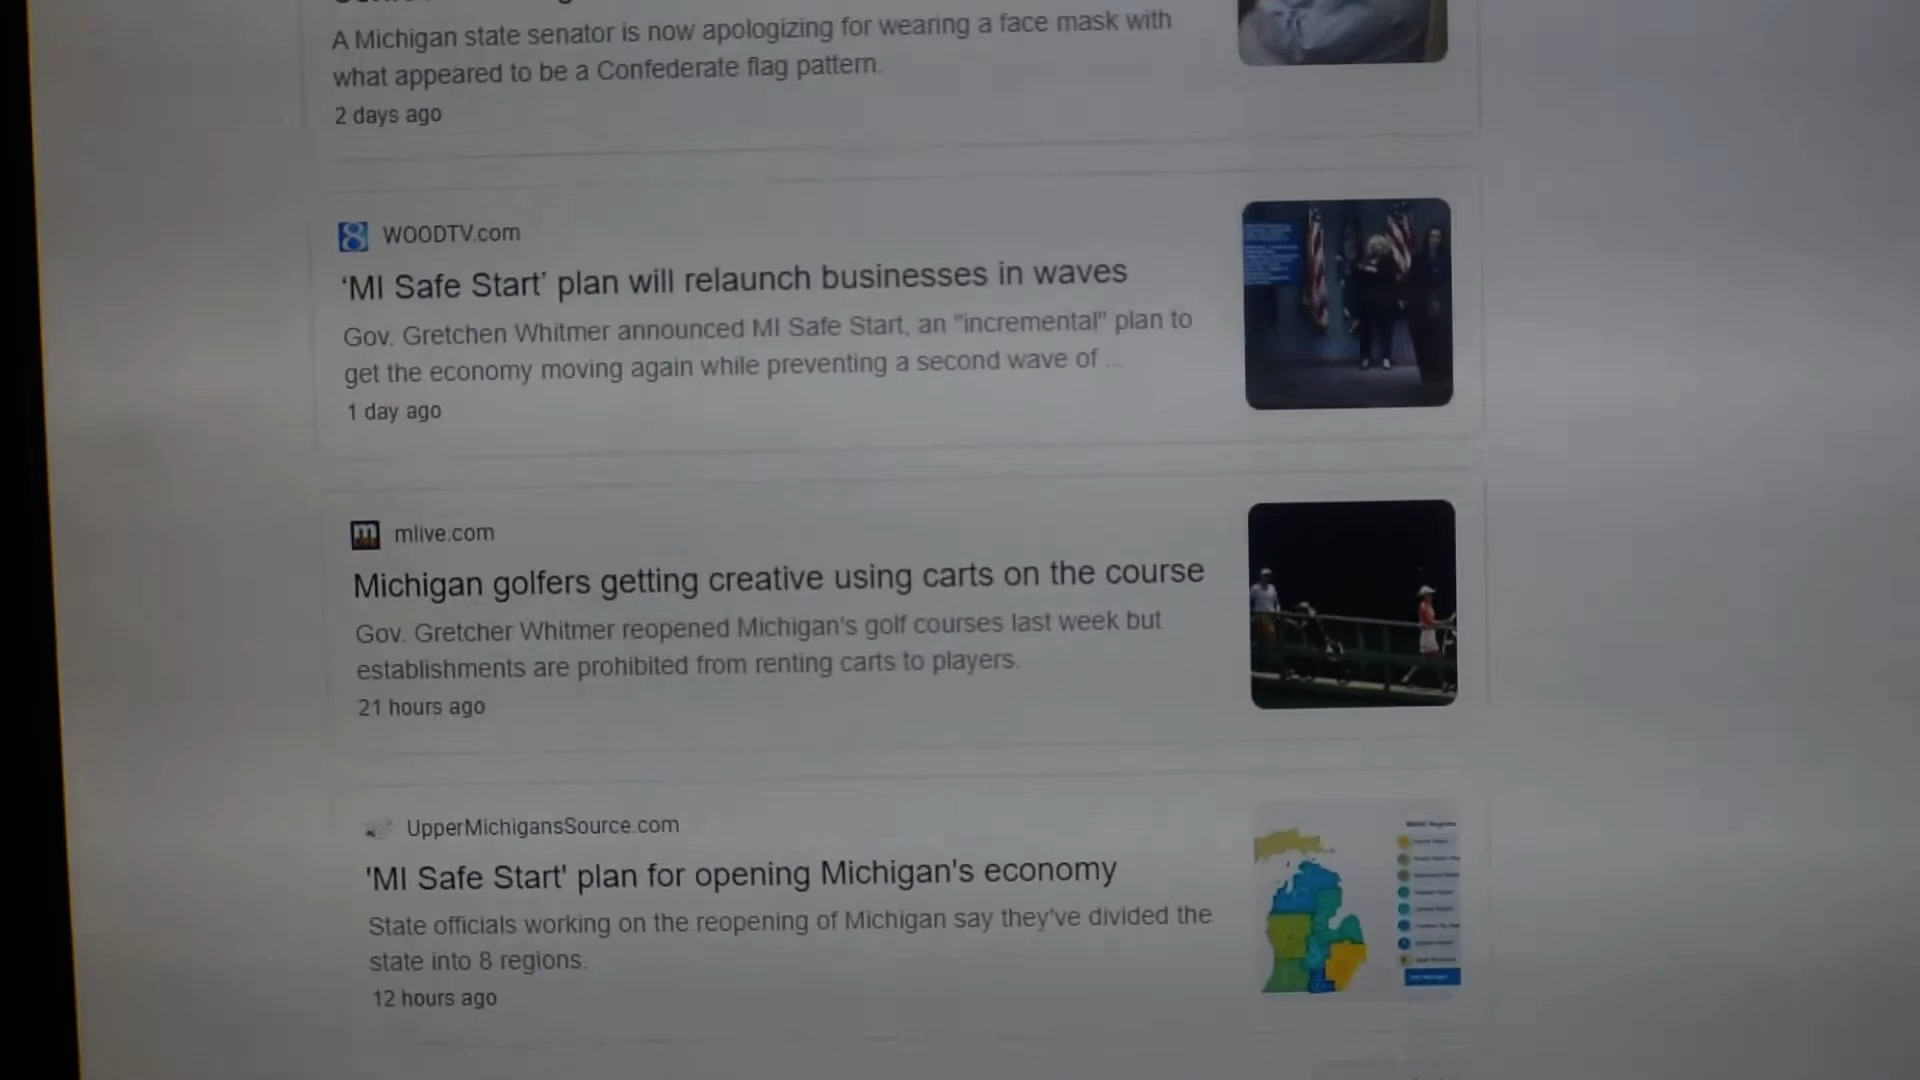 A Michigan state senator is now apologizing for wearing a face mask with
what appeared to be a Confederate flag pattern.
2 days ago
8 WOODTV.com
‘MI Safe Start’ plan will relaunch businesses in waves
Gov. Gretchen Whitmer announced MI Safe Start, an "incremental" plan to
get the economy moving again while preventing a second wave of ...
1 day ago
mlive.com
Michigan golfers getting creative using carts on the course
Gov. Gretcher Whitmer reopened Michigan's golf courses last week but
establishments are prohibited from renting carts to players.
21 hours ago
UpperMichigansSource.com
'MI Safe Start' plan for opening Michigan's economy
State officials working on the reopening of Michigan say they've divided the
state into 8 regions.
12 hours ago